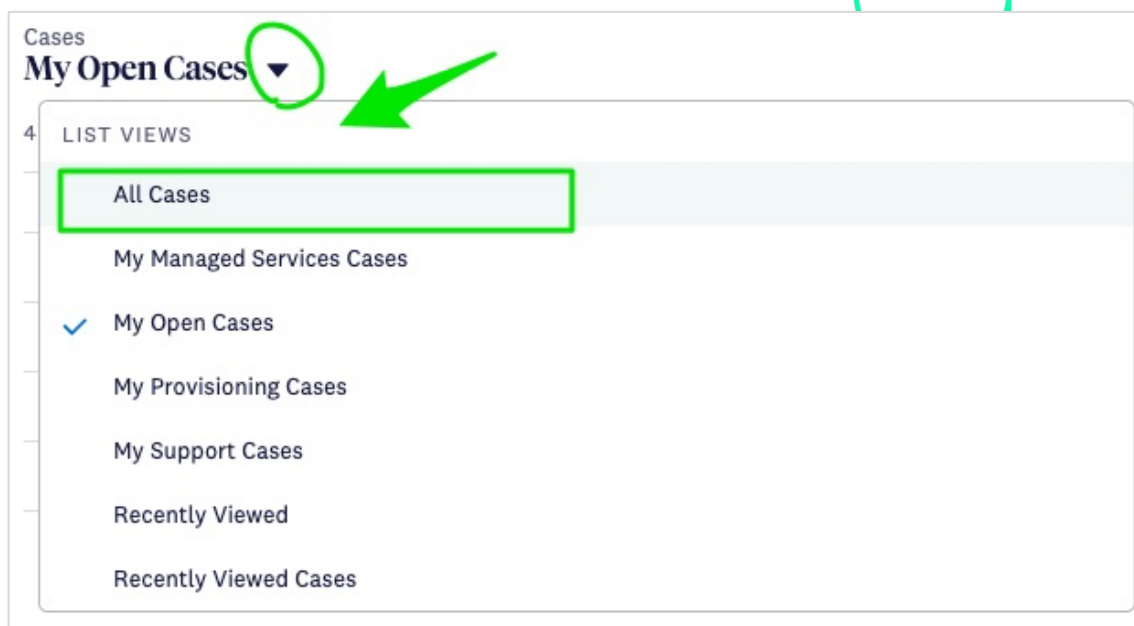 Cases
My Open Cases
4
LIST VIEWS
All Cases
My Managed Services Cases
My Open Cases
My Provisioning Cases
My Support Cases
Recently Viewed
Recently Viewed Cases